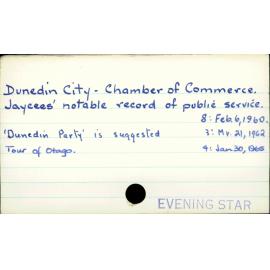 Dunedin City - Chamber of Commerce.
Jaycees' notable record of public service.
8: Feb. 6, 1960.
'Dunedin Party' is suggested 3: Mr. 21, 1962
Tour of Otago. 4: Jan 30, 1965
EVENING STAR